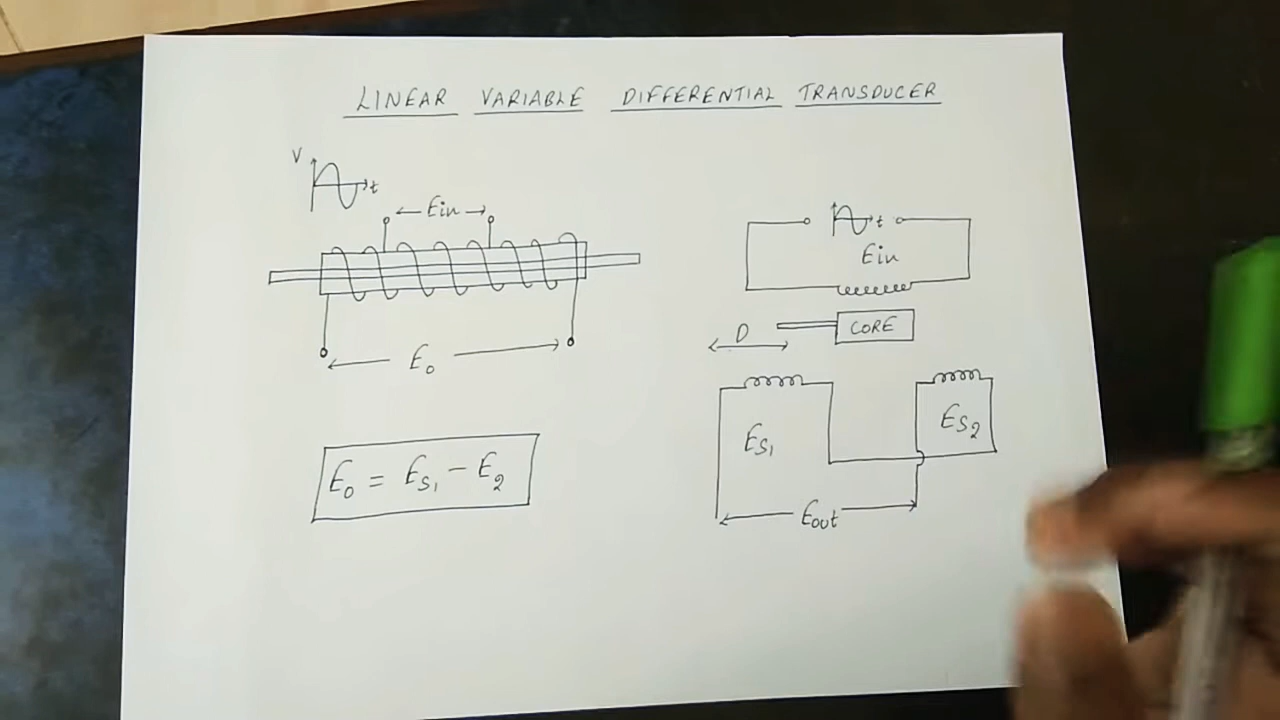 LINEAR VARIABLE DIFFERENTIAL TRANSDUCER
V
t
Ein
E₀
E₀ = ES₁ − E₂
t
Ein
CORE
D
ES₁
ES₂
Eout